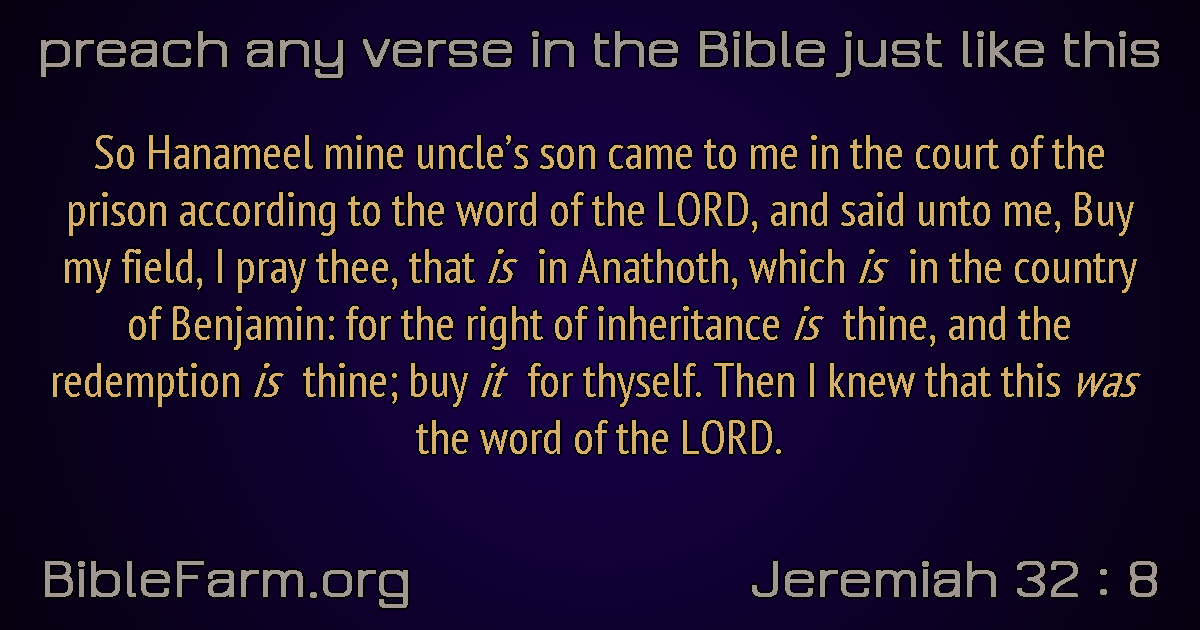 preach any verse in the Bible just like this
So Hanameel mine uncle’s son came to me in the court of the
prison according to the word of the LORD, and said unto me, Buy
my field, I pray thee, that is in Anathoth, which is in the country
of Benjamin: for the right of inheritance is thine, and the
redemption is thine; buy it for thyself. Then I knew that this was
the word of the LORD.
BibleFarm.org
Jeremiah 32 : 8